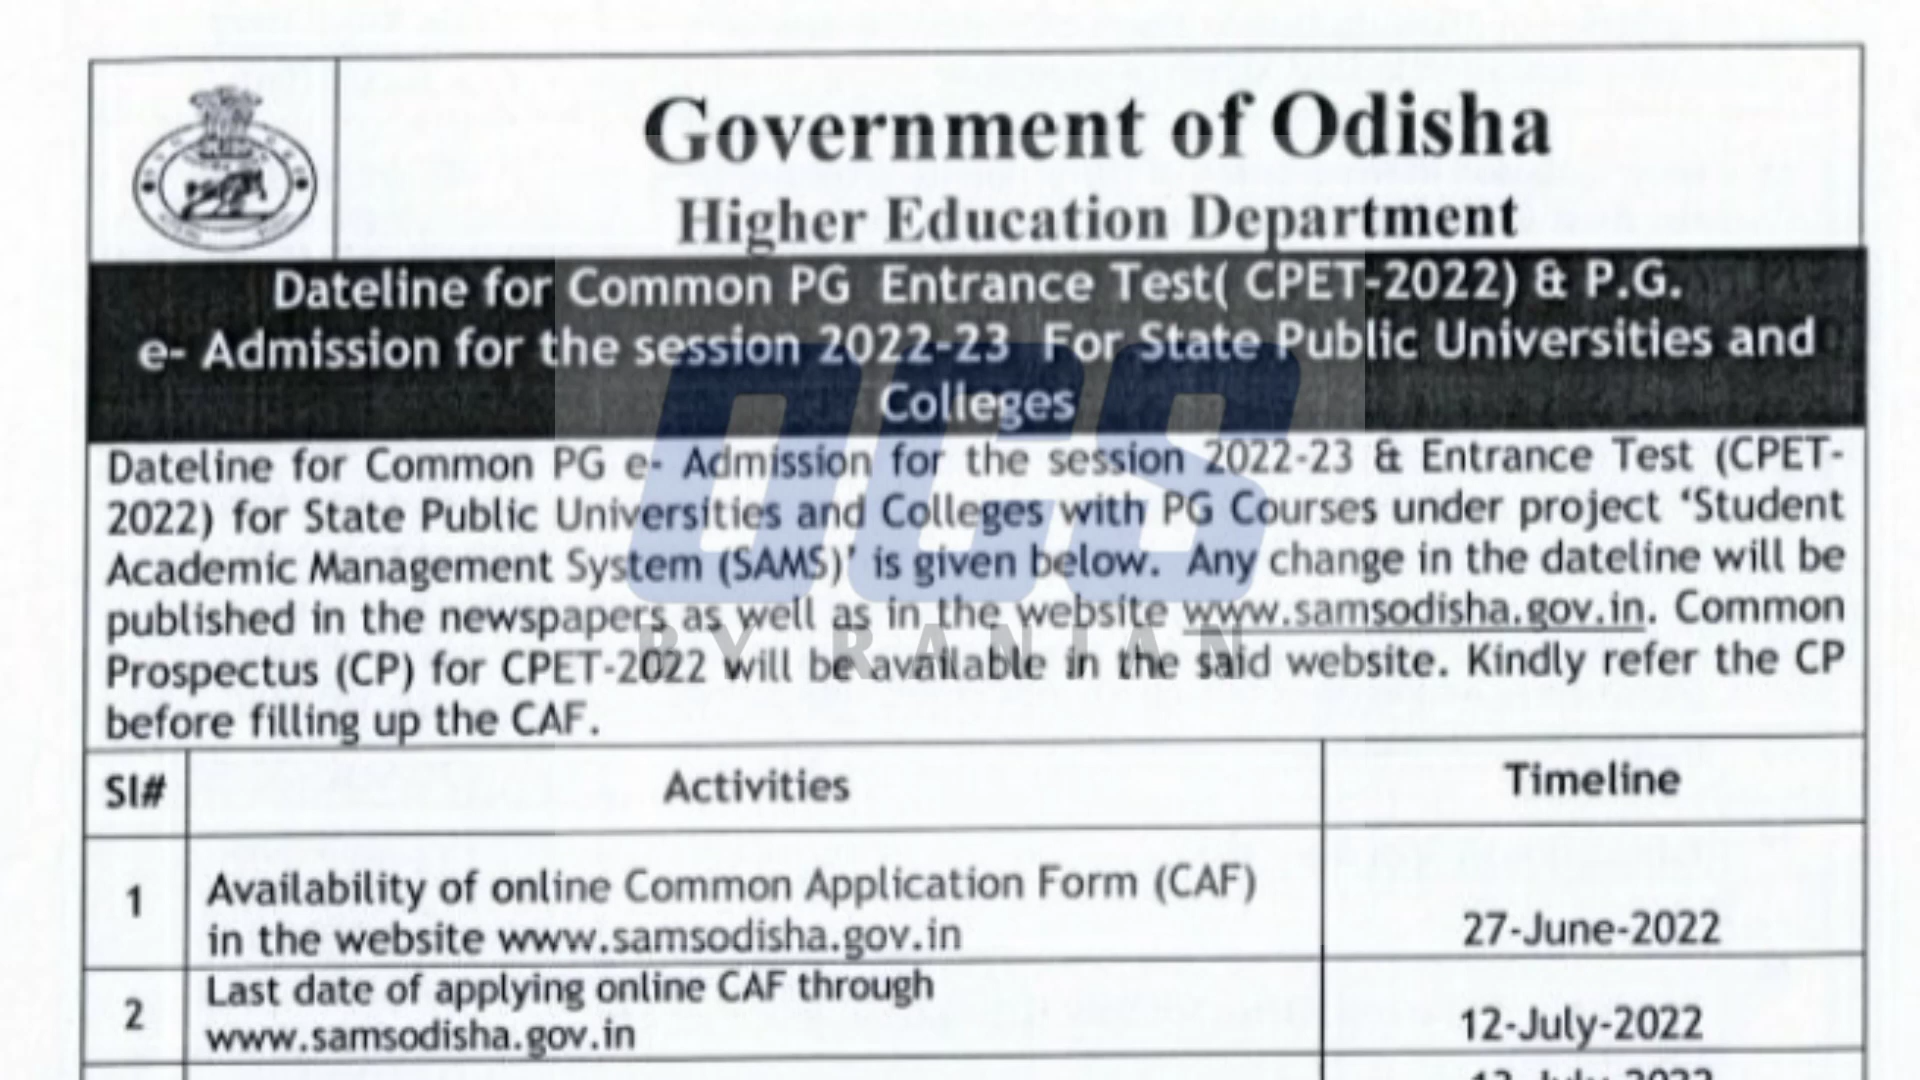 Government of Odisha
Higher Education Department
Dateline for Common PG Entrance Test( CPET-2022) & P.G.
e- Admission for the session 2022-23 For State Public Universities and
Colleges
Dateline for Common PG e- Admission for the session 2022-23 & Entrance Test (CPET-
2022) for State Public Universities and Colleges with PG Courses under project ‘Student
Academic Management System (SAMS)’ is given below. Any change in the dateline will be
published in the newspapers as well as in the website www.samsodisha.gov.in. Common
Prospectus (CP) for CPET-2022 will be available in the said website. Kindly refer the CP
before filling up the CAF.
Sl# Activities Timeline
1 Availability of online Common Application Form (CAF)
in the website www.samsodisha.gov.in 27-June-2022
2 Last date of applying online CAF through
www.samsodisha.gov.in 12-July-2022
OGS
BY RANJAN